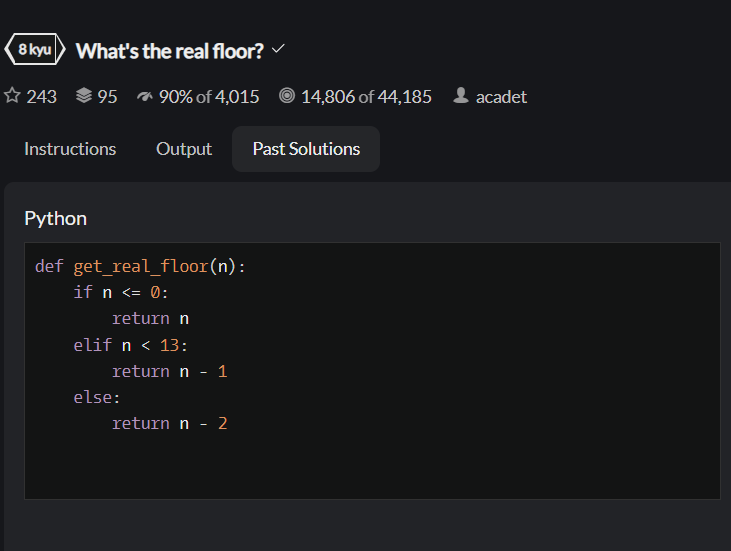 8 kyu What's the real floor?
243 95 90% of 4,015 14,806 of 44,185 acadet
Instructions Output Past Solutions
Python
def get_real_floor(n):
    if n <= 0:
        return n
    elif n < 13:
        return n - 1
    else:
        return n - 2